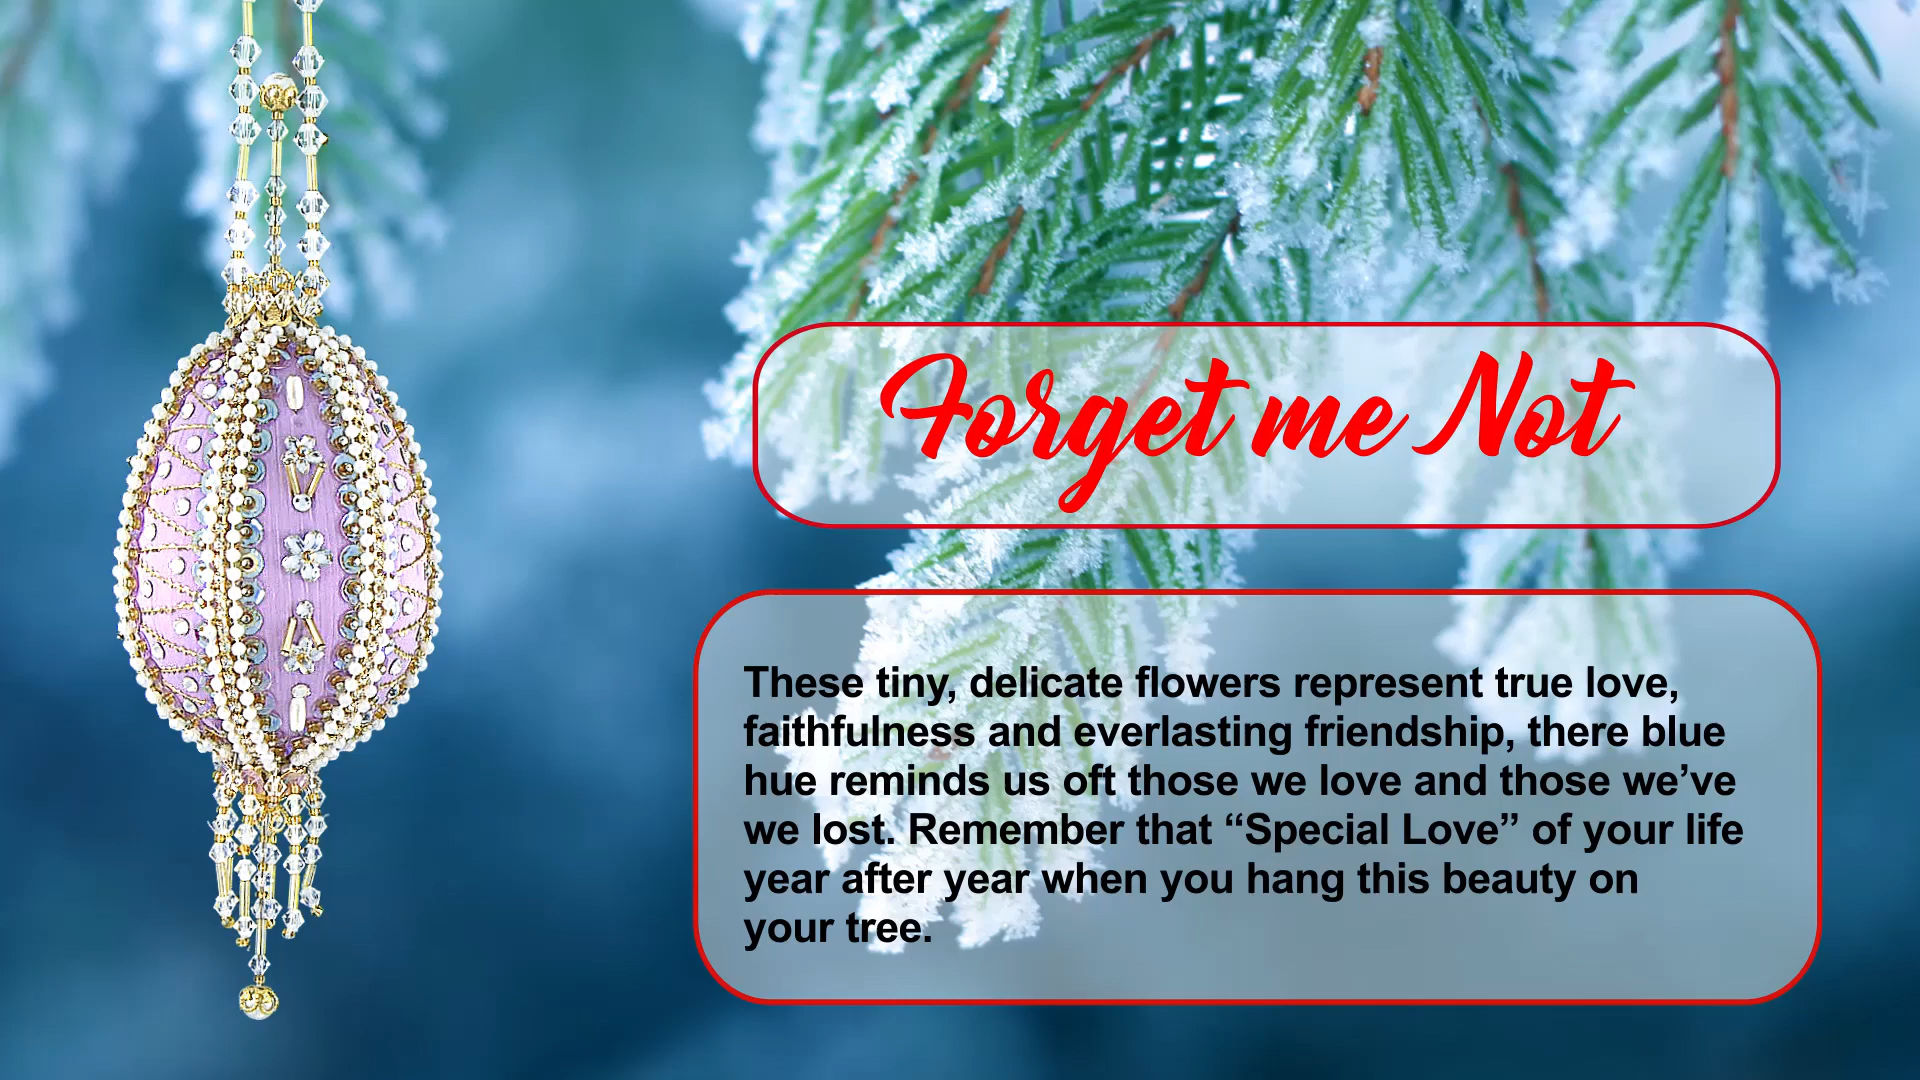 Forget me Not
These tiny, delicate flowers represent true love,
faithfulness and everlasting friendship, there blue
hue reminds us oft those we love and those we’ve
we lost. Remember that “Special Love” of your life
year after year when you hang this beauty on
your tree.